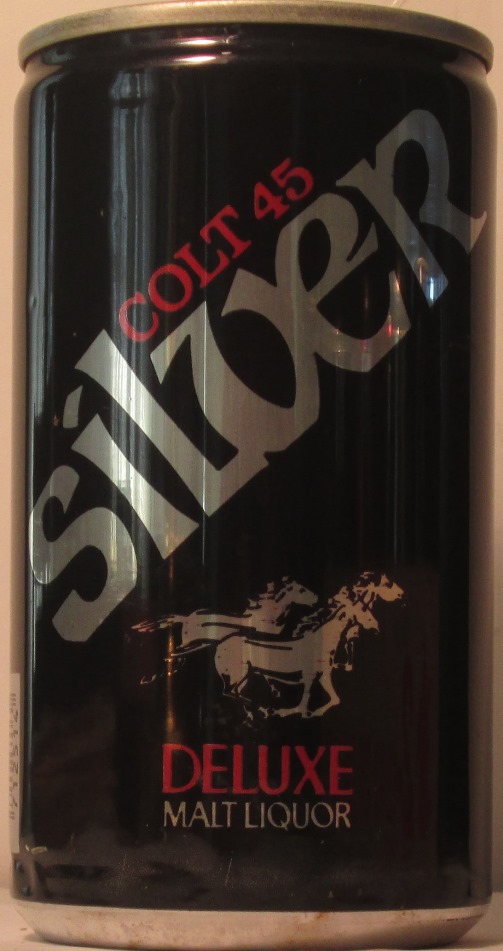 COLT 45
silver
DELUXE
MALT LIQUOR